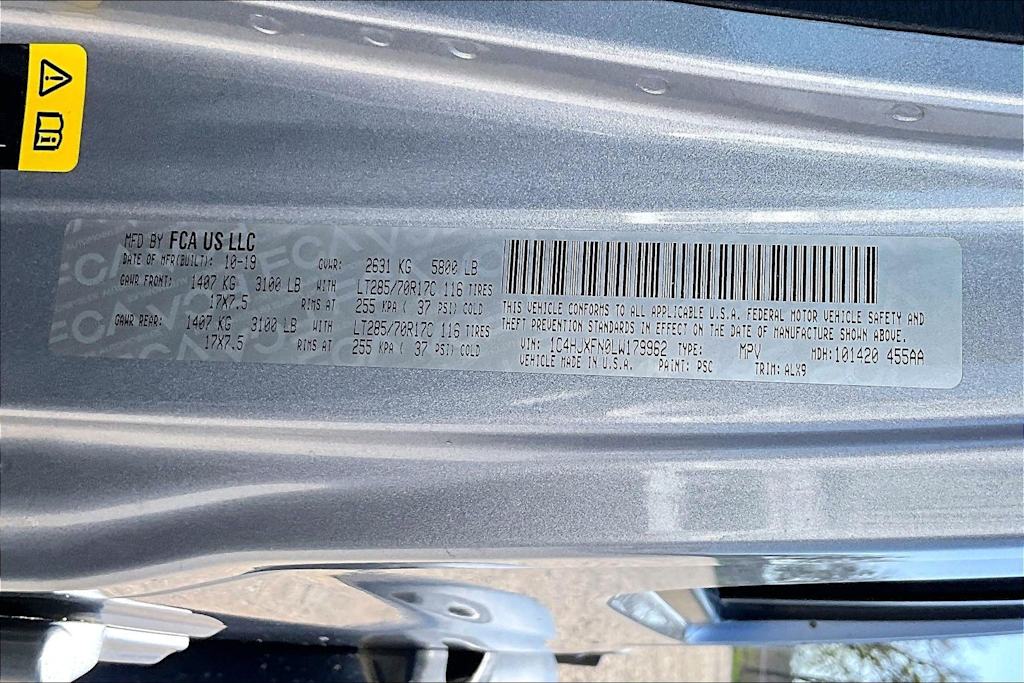 MFD BY FCA US LLC
DATE OF MFR(BUILT): 10-19 GVWR: 2631 KG 5800 LB
GAWR FRONT: 1407 KG 3100 LB WITH LT285/70R17C 116 TIRES
17X7.5 RIMS AT 255 KPA ( 37 PSI) COLD
GAWR REAR: 1407 KG 3100 LB WITH LT285/70R17C 116 TIRES
17X7.5 RIMS AT 255 KPA ( 37 PSI) COLD
THIS VEHICLE CONFORMS TO ALL APPLICABLE U.S.A. FEDERAL MOTOR VEHICLE SAFETY AND
THEFT PREVENTION STANDARDS IN EFFECT ON THE DATE OF MANUFACTURE SHOWN ABOVE.
VIN: 1C4HJXFN0LW179962 TYPE: MPV MDH:101420 455AA
VEHICLE MADE IN U.S.A. PAINT: PSC TRIM: ALX9